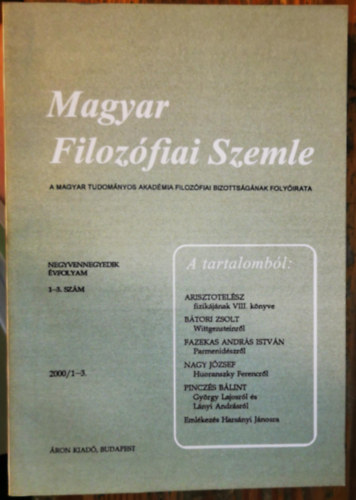 Magyar
Filozófiai Szemle
A MAGYAR TUDOMÁNYOS AKADÉMIA FILOZÓFIAI BIZOTTSÁGÁNAK FOLYÓIRATA
NEGYVENNEGYEDIK
ÉVFOLYAM
1–3. SZÁM
2000/1–3.
ÁRON KIADÓ, BUDAPEST
A tartalomból:
ARISZTOTELÉSZ
fizikájának VIII. könyve
BÁTORI ZSOLT
Wittgensteinről
FAZEKAS ANDRÁS ISTVÁN
Parmenidészről
NAGY JÓZSEF
Huoranszky Ferencről
PINCZÉS BÁLINT
György Lajosról és
Lányi Andrásról
Emlékezés Harsányi Jánosra